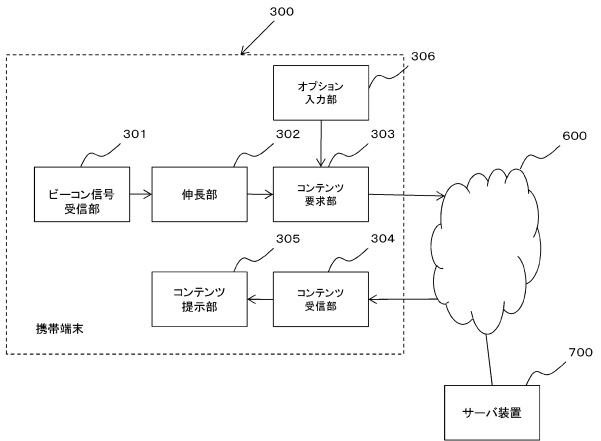 300
306
オプション
入力部
301
302
303
600
ビーコン信号
受信部
伸長部
コンテンツ
要求部
305
304
コンテンツ
提示部
コンテンツ
受信部
携帯端末
700
サーバ装置